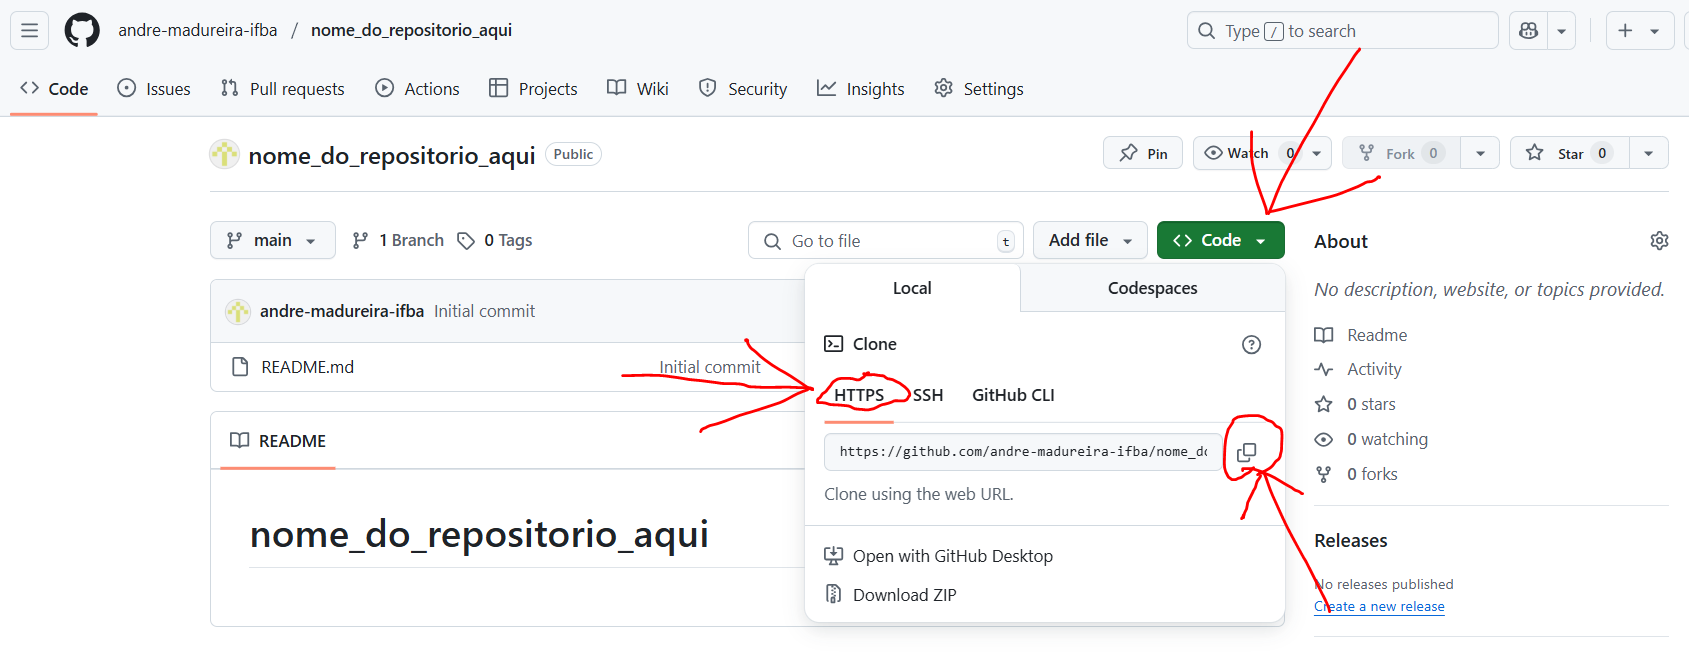 andre-madureira-ifba / nome_do_repositorio_aqui
Type / to search
Code Issues Pull requests Actions Projects Wiki Security Insights Settings
nome_do_repositorio_aqui Public
Pin Watch 0 Fork 0 Star 0
main 1 Branch 0 Tags
Go to file t Add file Code
About
No description, website, or topics provided.
Readme
Activity
0 stars
0 watching
0 forks
Releases
No releases published
Create a new release
Local Codespaces
Clone
HTTPS SSH GitHub CLI
https://github.com/andre-madureira-ifba/nome_do
Clone using the web URL.
Open with GitHub Desktop
Download ZIP
andre-madureira-ifba Initial commit
README.md Initial commit
README
nome_do_repositorio_aqui